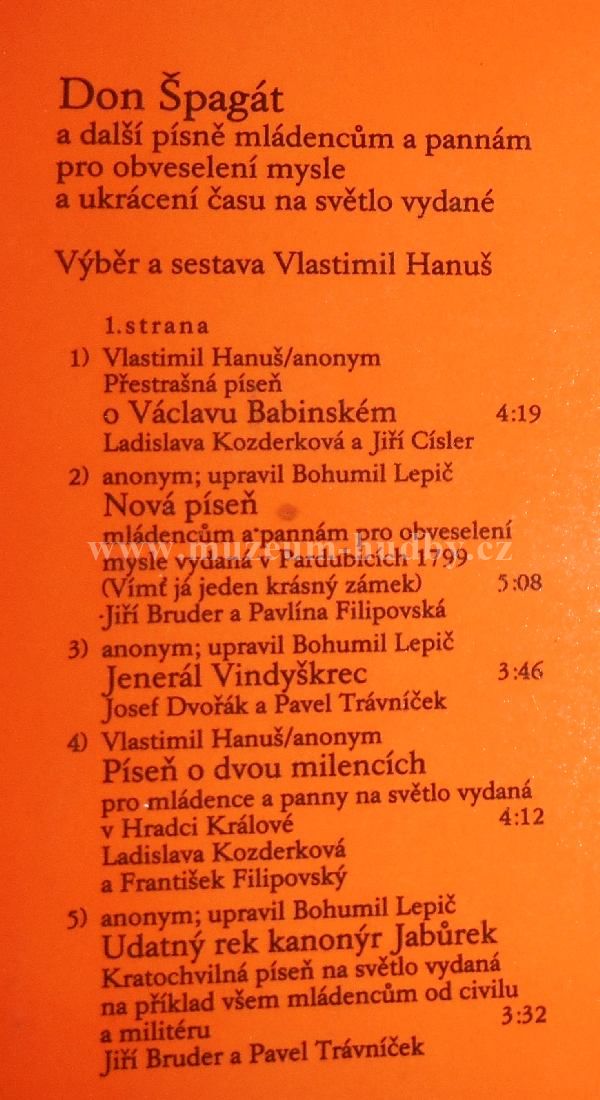 Don Špagát
a další písně mládencům a pannám
pro obveselení mysle
a ukrácení času na světlo vydané
Výběr a sestava Vlastimil Hanuš
1. strana
1) Vlastimil Hanuš/anonym
Přestrašná píseň
o Václavu Babinském 4:19
Ladislava Kozderková a Jiří Císler
2) anonym; upravil Bohumil Lepič
Nová píseň
mládencům a pannám pro obveselení
www.muzeum-hudby.cz
mysle vydaná v Pardubicích 1799
(Vímť já jeden krásný zámek) 5:08
Jiří Bruder a Pavlína Filipovská
3) anonym; upravil Bohumil Lepič
Jenerál Vindyškrec 3:46
Josef Dvořák a Pavel Trávníček
4) Vlastimil Hanuš/anonym
Píseň o dvou milencích
pro mládence a panny na světlo vydaná
v Hradci Králové 4:12
Ladislava Kozderková
a František Filipovský
5) anonym; upravil Bohumil Lepič
Udatný rek kanonýr Jabůrek
Kratochvilná píseň na světlo vydaná
na příklad všem mládencům od civilu
a militéru 3:32
Jiří Bruder a Pavel Trávníček